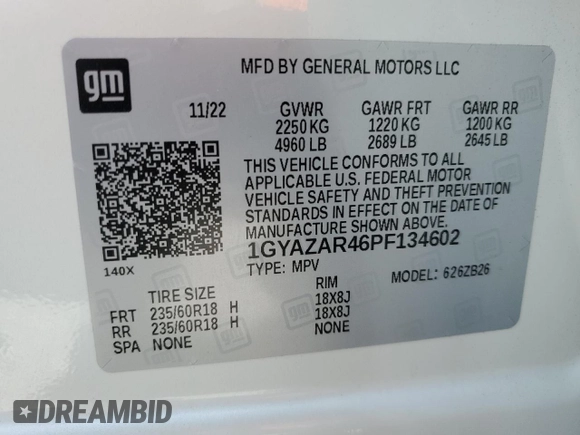 gm
MFD BY GENERAL MOTORS LLC
11/22 GVWR GAWR FRT GAWR RR
2250 KG 1220 KG 1200 KG
4960 LB 2689 LB 2645 LB
THIS VEHICLE CONFORMS TO ALL
APPLICABLE U.S. FEDERAL MOTOR
VEHICLE SAFETY AND THEFT PREVENTION
STANDARDS IN EFFECT ON THE DATE OF
MANUFACTURE SHOWN ABOVE.
140X
1GYAZAR46PF134602
TYPE: MPV MODEL: 626ZB26
TIRE SIZE RIM
FRT 235/60R18 H 18X8J
RR 235/60R18 H 18X8J
SPA NONE NONE
DREAMBID